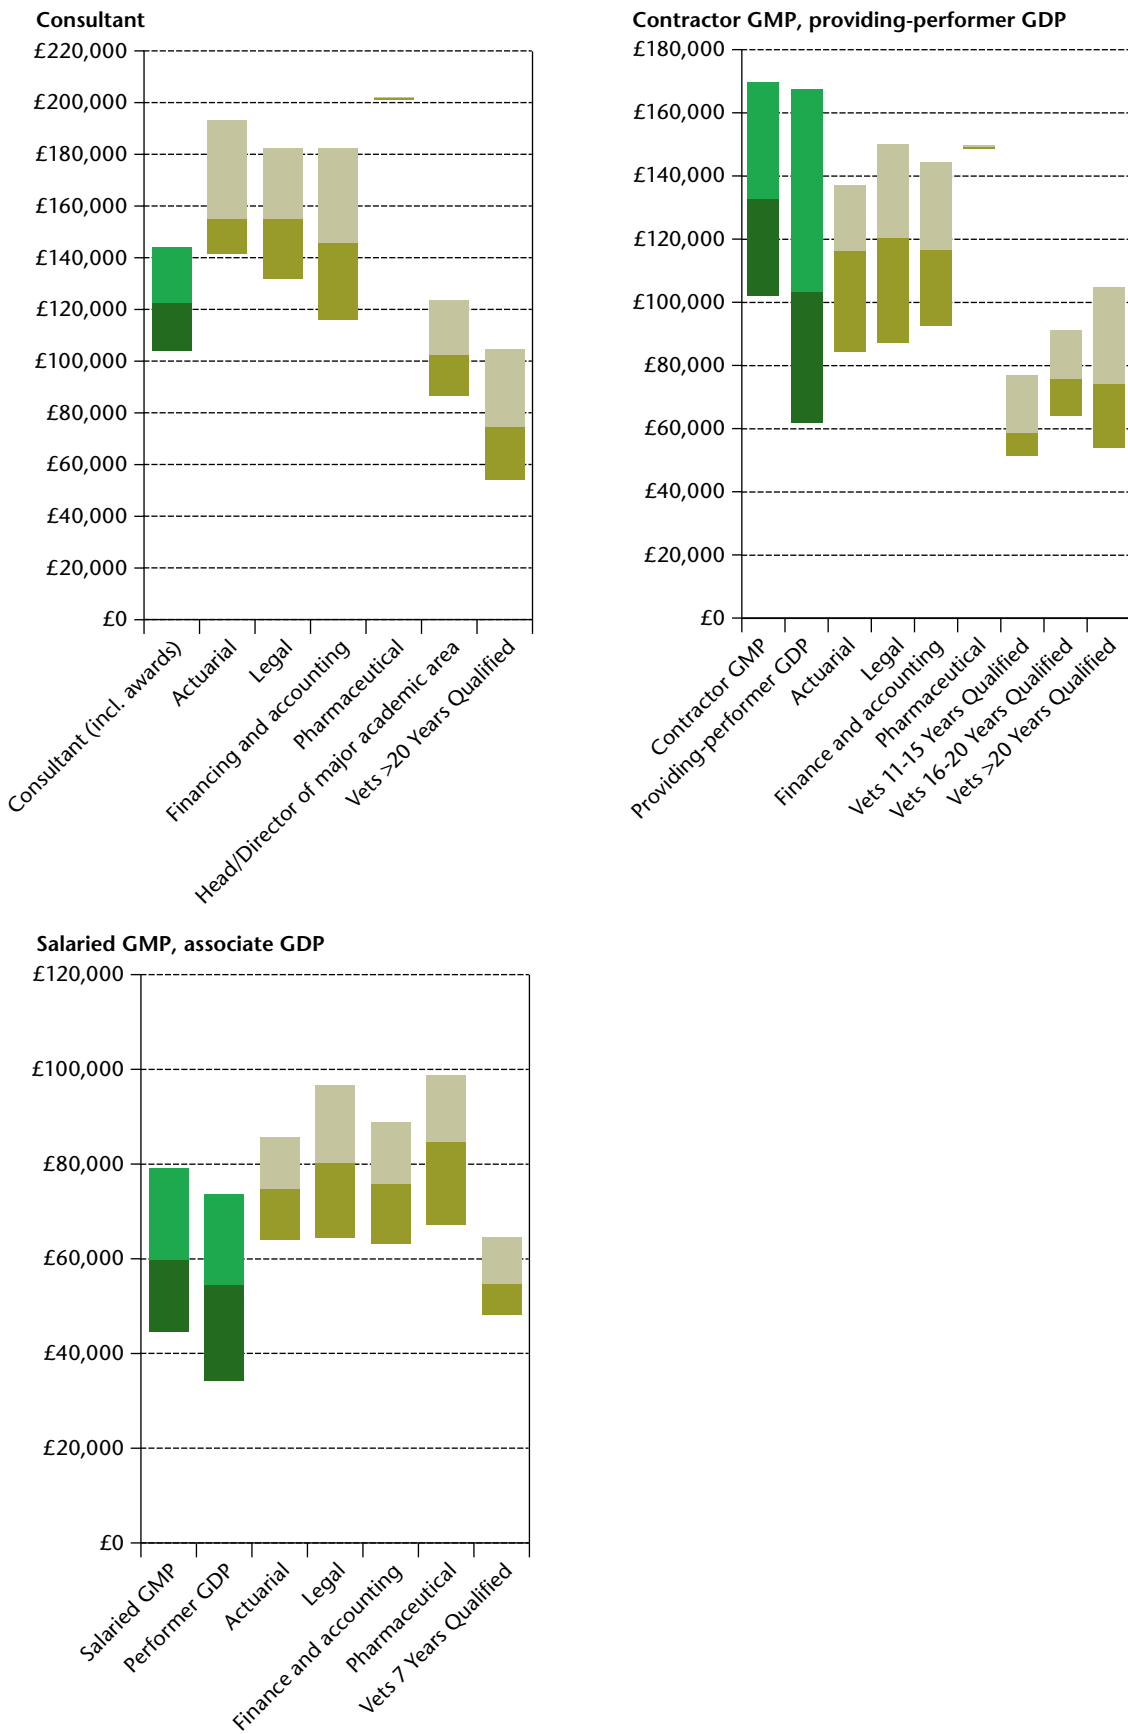 Consultant
£220,000
£200,000
£180,000
£160,000
£140,000
£120,000
£100,000
£80,000
£60,000
£40,000
£20,000
£0
Consultant (incl. awards)
Actuarial
Legal
Financing and accounting
Pharmaceutical
Head/Director of major academic area
Vets >20 Years Qualified
Contractor GMP, providing-performer GDP
£180,000
£160,000
£140,000
£120,000
£100,000
£80,000
£60,000
£40,000
£20,000
£0
Contractor GMP
Providing-performer GDP
Actuarial
Legal
Finance and accounting
Pharmaceutical
Vets 11-15 Years Qualified
Vets 16-20 Years Qualified
Vets >20 Years Qualified
Salaried GMP, associate GDP
£120,000
£100,000
£80,000
£60,000
£40,000
£20,000
£0
Salaried GMP
Performer GDP
Actuarial
Legal
Finance and accounting
Pharmaceutical
Vets 7 Years Qualified